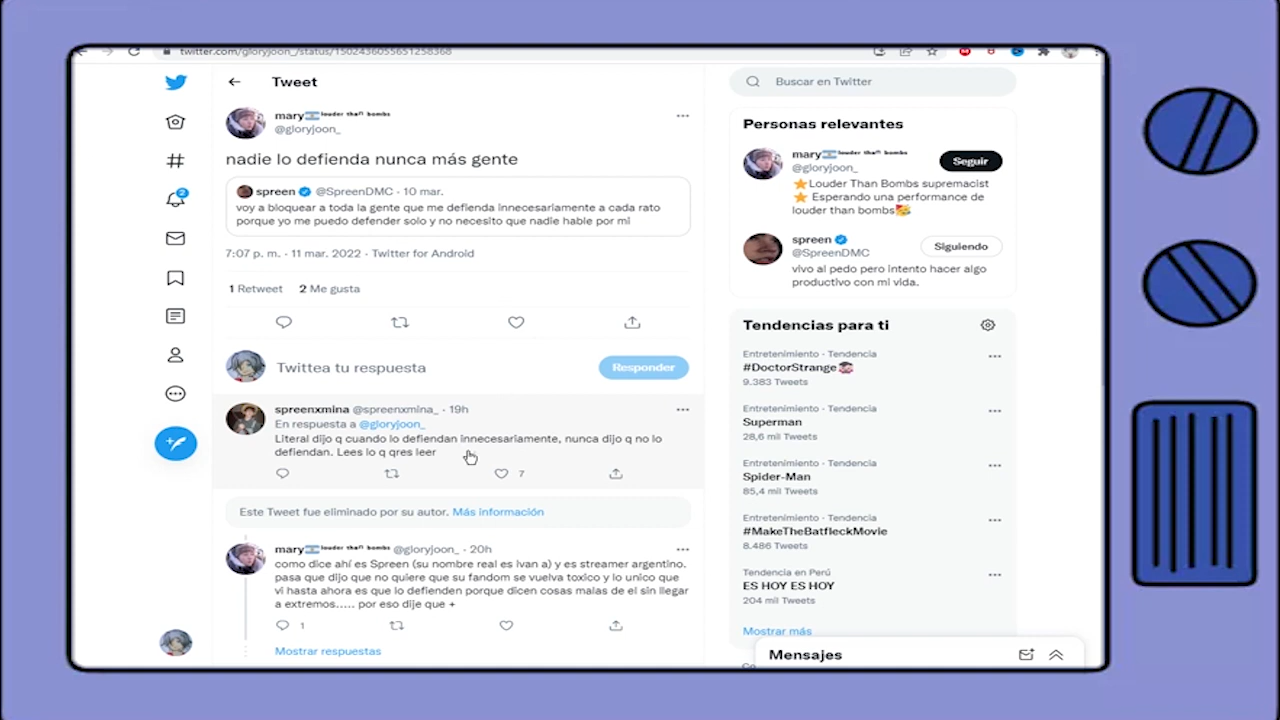 twitter.com/gloryjoon_/status/1502436055651258368
Tweet
mary louder than bombs
@gloryjoon_
nadie lo defienda nunca más gente
spreen @SpreenDMC · 10 mar.
voy a bloquear a toda la gente que me defienda innecesariamente a cada rato
porque yo me puedo defender solo y no necesito que nadie hable por mi
7:07 p. m. · 11 mar. 2022 · Twitter for Android
1 Retweet 2 Me gusta
Twittea tu respuesta
Responder
spreenxmina @spreenxmina_ · 19h
En respuesta a @gloryjoon_
Literal dijo q cuando lo defiendan innecesariamente, nunca dijo q no lo
defiendan. Lees lo q qres leer
7
Este Tweet fue eliminado por su autor. Más información
mary louder than bombs @gloryjoon_ · 20h
como dice ahí es Spreen (su nombre real es ivan a) y es streamer argentino.
pasa que dijo que no quiere que su fandom se vuelva toxico y lo unico que
vi hasta ahora es que lo defienden porque dicen cosas malas de el sin llegar
a extremos..... por eso dije que +
1
Mostrar respuestas
2
Buscar en Twitter
Personas relevantes
mary louder than bombs
@gloryjoon_
Seguir
Louder Than Bombs supremacist
Esperando una performance de
louder than bombs
spreen
@SpreenDMC
Siguiendo
vivo al pedo pero intento hacer algo
productivo con mi vida.
Tendencias para ti
Entretenimiento · Tendencia
#DoctorStrange
9.383 Tweets
Entretenimiento · Tendencia
Superman
28,6 mil Tweets
Entretenimiento · Tendencia
Spider-Man
85,4 mil Tweets
Entretenimiento · Tendencia
#MakeTheBatfleckMovie
8.486 Tweets
Tendencia en Perú
ES HOY ES HOY
204 mil Tweets
Mostrar más
Mensajes